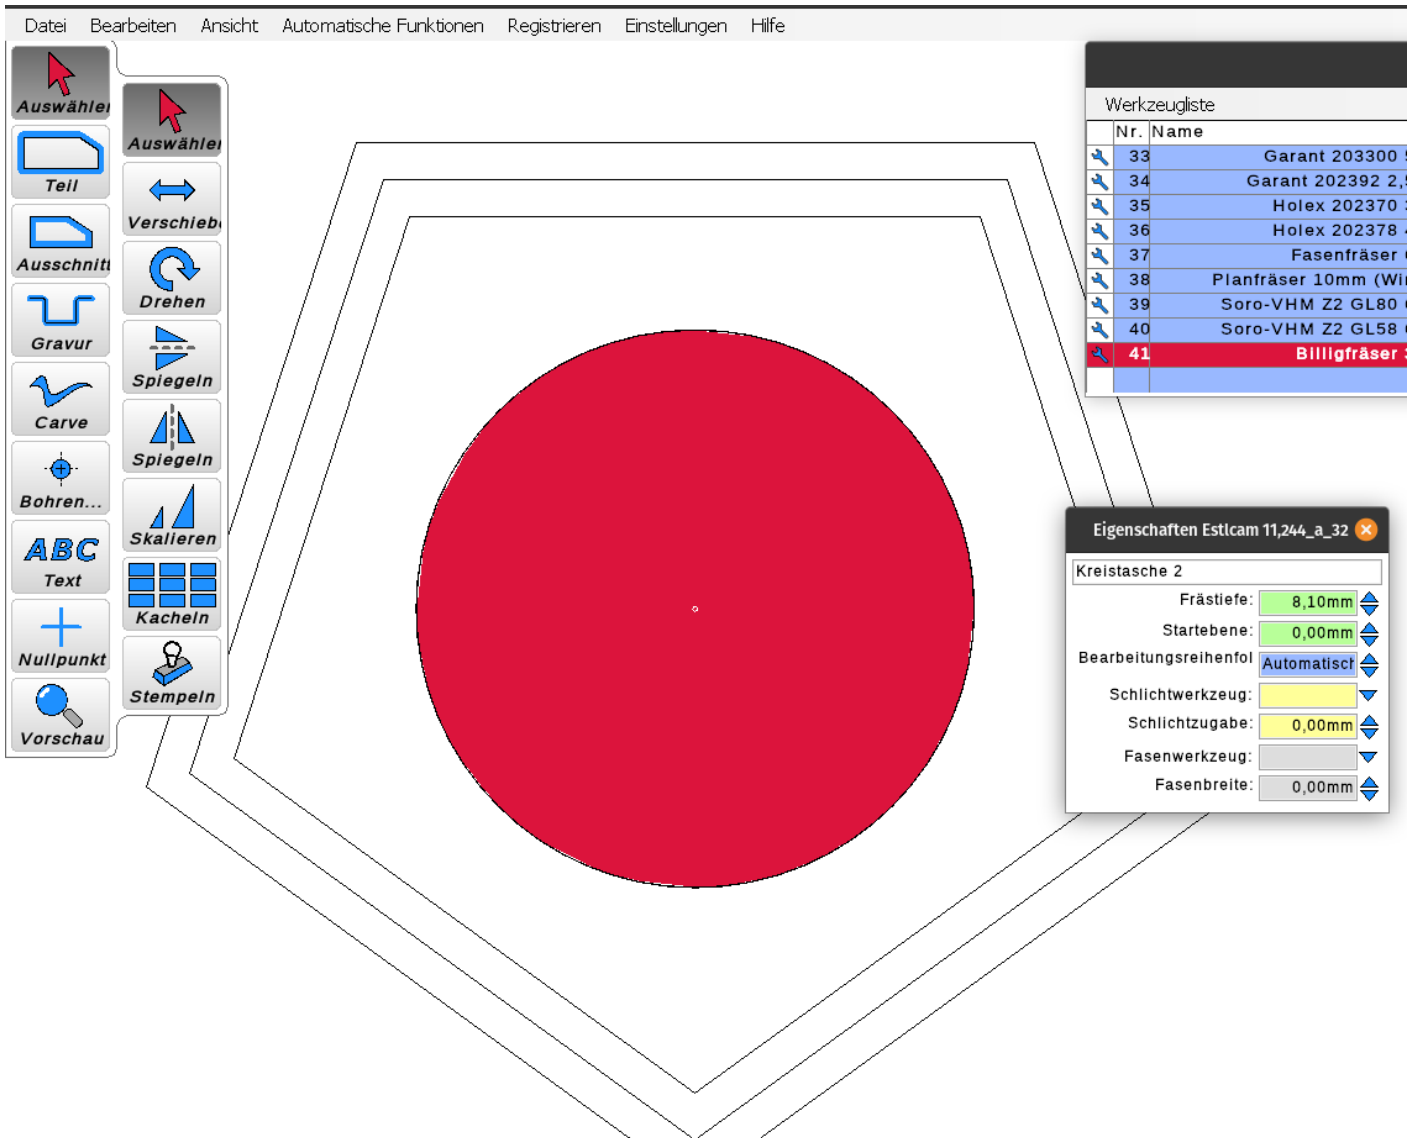 Datei Bearbeiten Ansicht Automatische Funktionen Registrieren Einstellungen Hilfe
Auswähle
Teil
Ausschnitt
Gravur
Carve
Bohren...
ABC
Text
Nullpunkt
Vorschau
Auswähle
Verschieb
Drehen
Spiegeln
Spiegeln
Skalieren
Kacheln
Stempeln
Werkzeugliste
Nr. Name
33 Garant 203300
34 Garant 202392 2,
35 Holex 202370
36 Holex 202378
37 Fasenfräser
38 Planfräser 10mm (Wi
39 Soro-VHM Z2 GL80
40 Soro-VHM Z2 GL58
41 Billigfräser
Eigenschaften Estlcam 11,244_a_32
Kreistasche 2
Frästiefe: 8,10mm
Startebene: 0,00mm
Bearbeitungsreihenfol Automatisch
Schlichtwerkzeug:
Schlichtzugabe: 0,00mm
Fasenwerkzeug:
Fasenbreite: 0,00mm